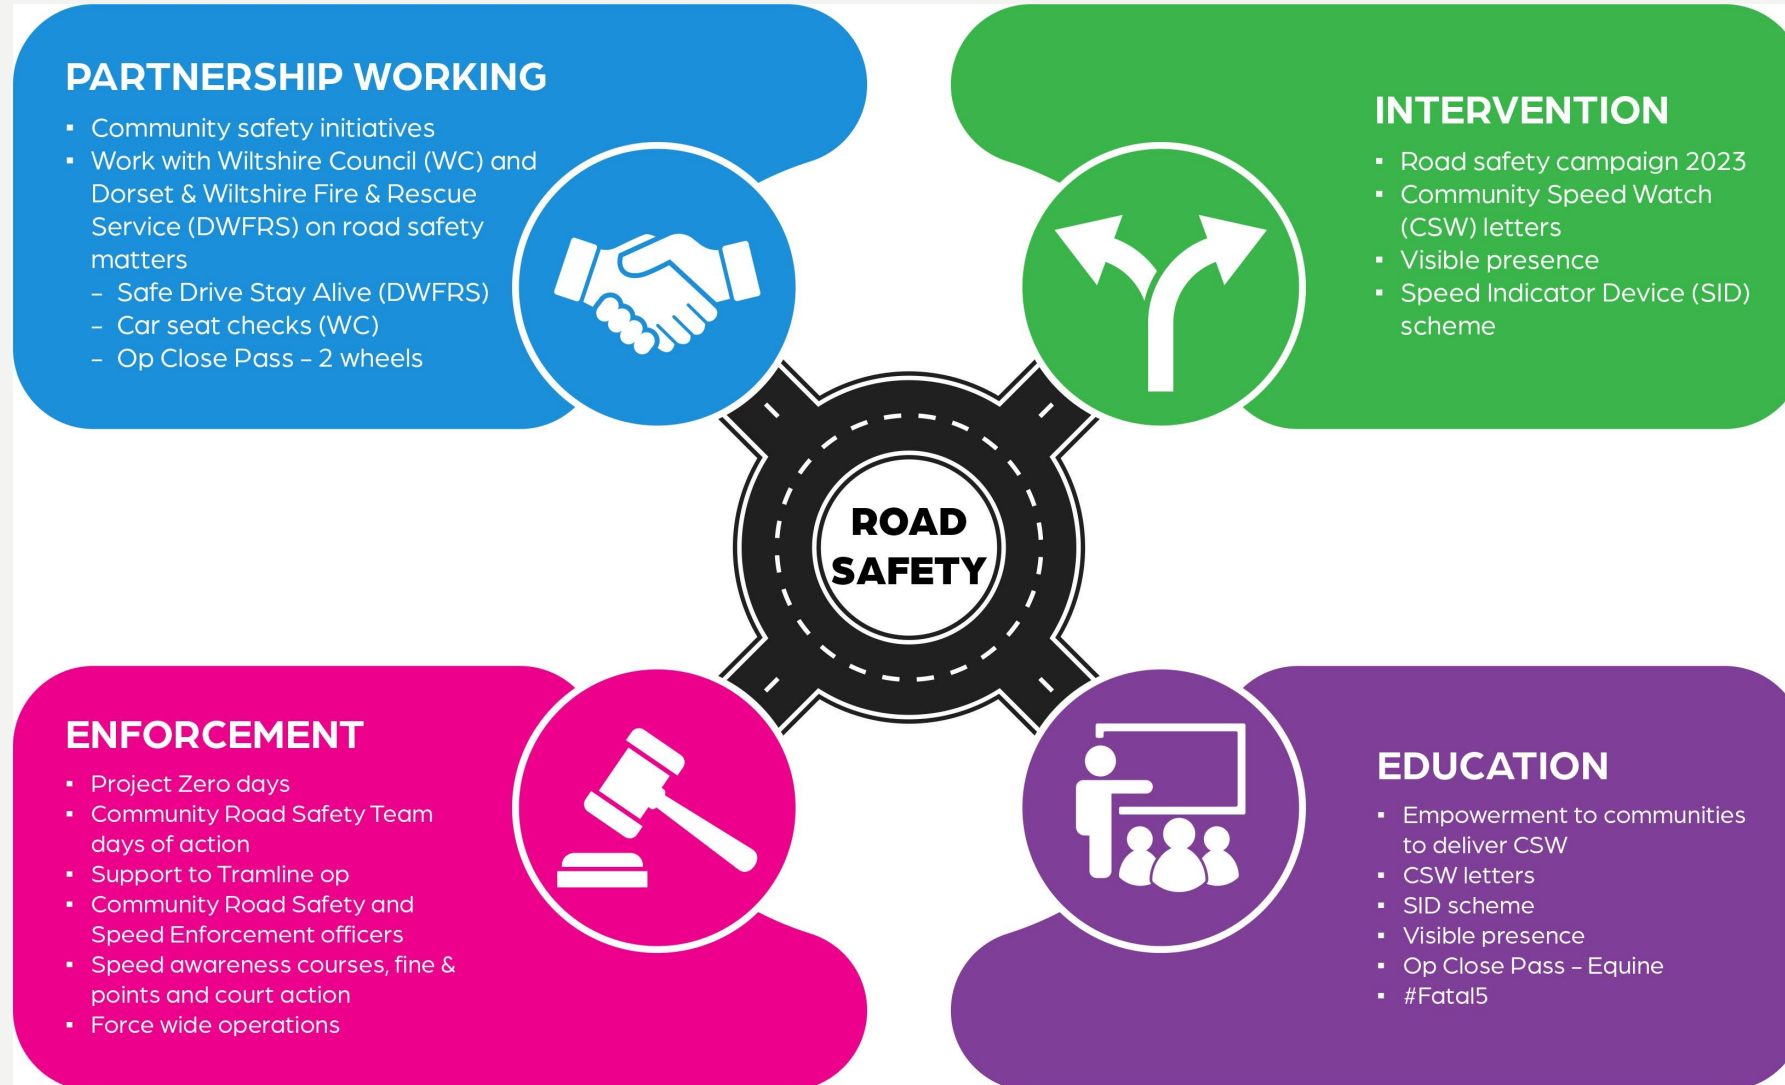 PARTNERSHIP WORKING
▪ Community safety initiatives
▪ Work with Wiltshire Council (WC) and
Dorset & Wiltshire Fire & Rescue
Service (DWFRS) on road safety
matters
– Safe Drive Stay Alive (DWFRS)
– Car seat checks (WC)
– Op Close Pass – 2 wheels
INTERVENTION
▪ Road safety campaign 2023
▪ Community Speed Watch
(CSW) letters
▪ Visible presence
▪ Speed Indicator Device (SID)
scheme
ROAD
SAFETY
ENFORCEMENT
▪ Project Zero days
▪ Community Road Safety Team
days of action
▪ Support to Tramline op
▪ Community Road Safety and
Speed Enforcement officers
▪ Speed awareness courses, fine &
points and court action
▪ Force wide operations
EDUCATION
▪ Empowerment to communities
to deliver CSW
▪ CSW letters
▪ SID scheme
▪ Visible presence
▪ Op Close Pass – Equine
▪ #Fatal5